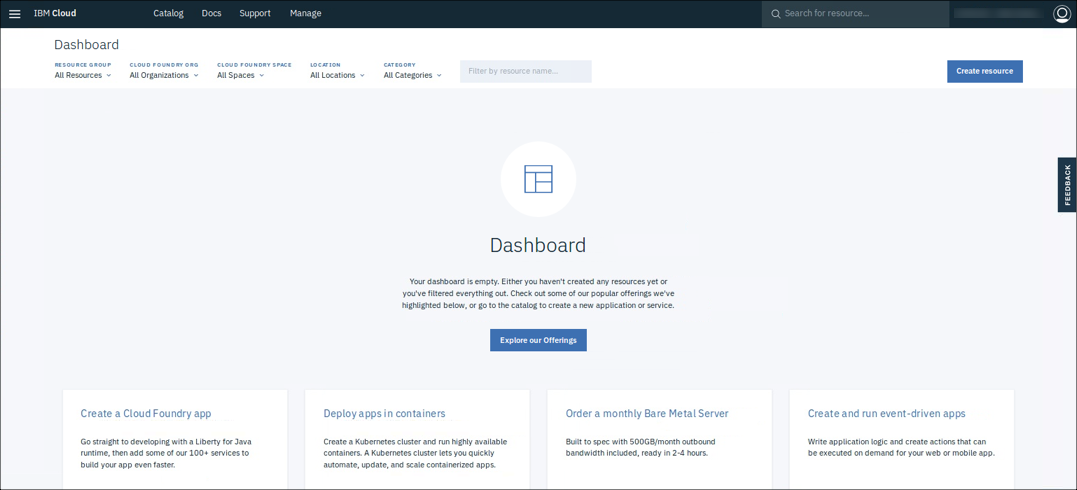 IBM Cloud Catalog Docs Support Manage Search for resource...
Dashboard
RESOURCE GROUP CLOUD FOUNDRY ORG CLOUD FOUNDRY SPACE LOCATION CATEGORY
All Resources All Organizations All Spaces All Locations All Categories Filter by resource name... Create resource
FEEDBACK
Dashboard
Your dashboard is empty. Either you haven't created any resources yet or
you've filtered everything out. Check out some of our popular offerings we've
highlighted below, or go to the catalog to create a new application or service.
Explore our Offerings
Create a Cloud Foundry app
Go straight to developing with a Liberty for Java
runtime, then add some of our 100+ services to
build your app even faster.
Deploy apps in containers
Create a Kubernetes cluster and run highly available
containers. A Kubernetes cluster lets you quickly
automate, update, and scale containerized apps.
Order a monthly Bare Metal Server
Built to spec with 500GB/month outbound
bandwidth included, ready in 2-4 hours.
Create and run event-driven apps
Write application logic and create actions that can
be executed on demand for your web or mobile app.